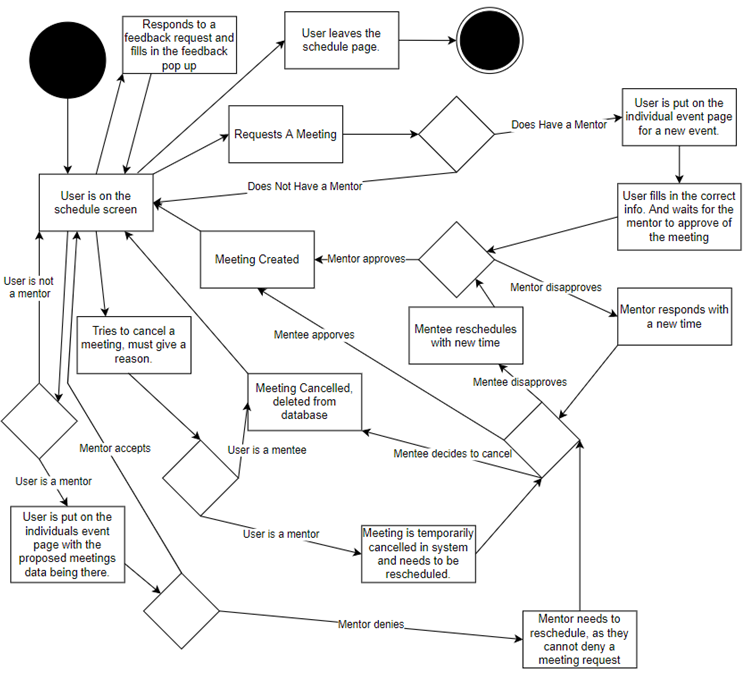 Responds to a
feedback request and
fills in the feedback
pop up
User leaves the
schedule page.
Requests A Meeting
Does Have a Mentor
User is put on the
individual event page
for a new event.
Does Not Have a Mentor
User is on the
schedule screen
User fills in the correct
info. And waits for the
mentor to approve of
the meeting
Meeting Created
Mentor approves
Mentor disapproves
User is not
a mentor
Tries to cancel a
meeting, must give a
reason.
Mentee apporves
Mentee reschedules
with new time
Mentor responds with
a new time
Mentee disapproves
Meeting Cancelled,
deleted from
database
Mentor accepts
User is a mentee
Mentee decides to cancel
User is a mentor
User is put on the
individuals event
page with the
proposed meetings
data being there.
User is a mentor
Meeting is temporarily
cancelled in system
and needs to be
rescheduled.
Mentor denies
Mentor needs to
reschedule, as they
cannot deny a
meeting request